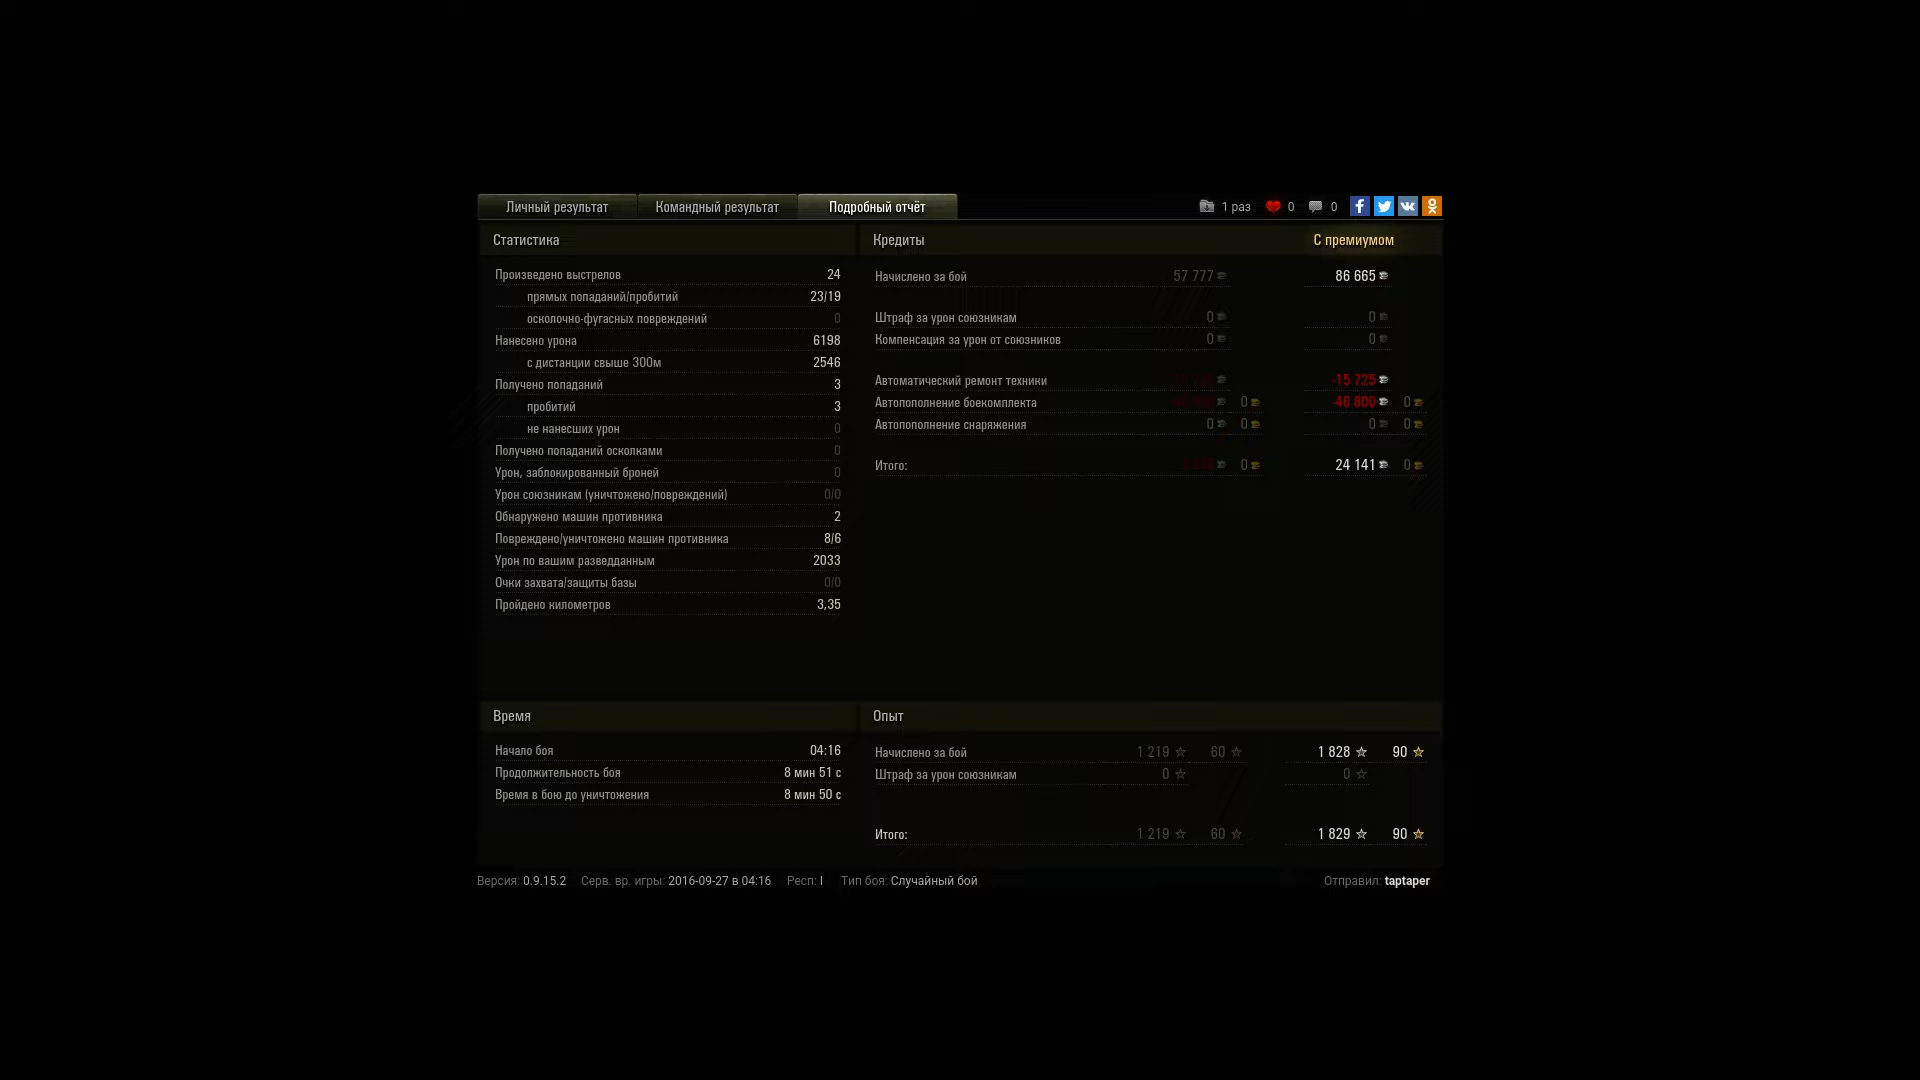 Личный результат Командный результат Подробный отчёт 1 раз 0 0
Статистика
Произведено выстрелов 24
прямых попаданий/пробитий 23/19
осколочно-фугасных повреждений 0
Нанесено урона 6198
с дистанции свыше 300м 2546
Получено попаданий 3
пробитий 3
не нанесших урон 0
Получено попаданий осколками 0
Урон, заблокированный броней 0
Урон союзникам (уничтожено/повреждений) 0/0
Обнаружено машин противника 2
Повреждено/уничтожено машин противника 8/6
Урон по вашим разведданным 2033
Очки захвата/защиты базы 0/0
Пройдено километров 3,35
Кредиты С премиумом
Начислено за бой 57 777 86 665
Штраф за урон союзникам 0 0
Компенсация за урон от союзников 0 0
Автоматический ремонт техники -15 725
Автопополнение боекомплекта 0 -46 800 0
Автопополнение снаряжения 0 0 0 0
Итого: 0 24 141 0
Время
Начало боя 04:16
Продолжительность боя 8 мин 51 с
Время в бою до уничтожения 8 мин 50 с
Опыт
Начислено за бой 1 219 60 1 828 90
Штраф за урон союзникам 0 0
Итого: 1 219 60 1 829 90
Версия: 0.9.15.2 Серв. вр. игры: 2016-09-27 в 04:16 Респ: I Тип боя: Случайный бой Отправил: taptaper